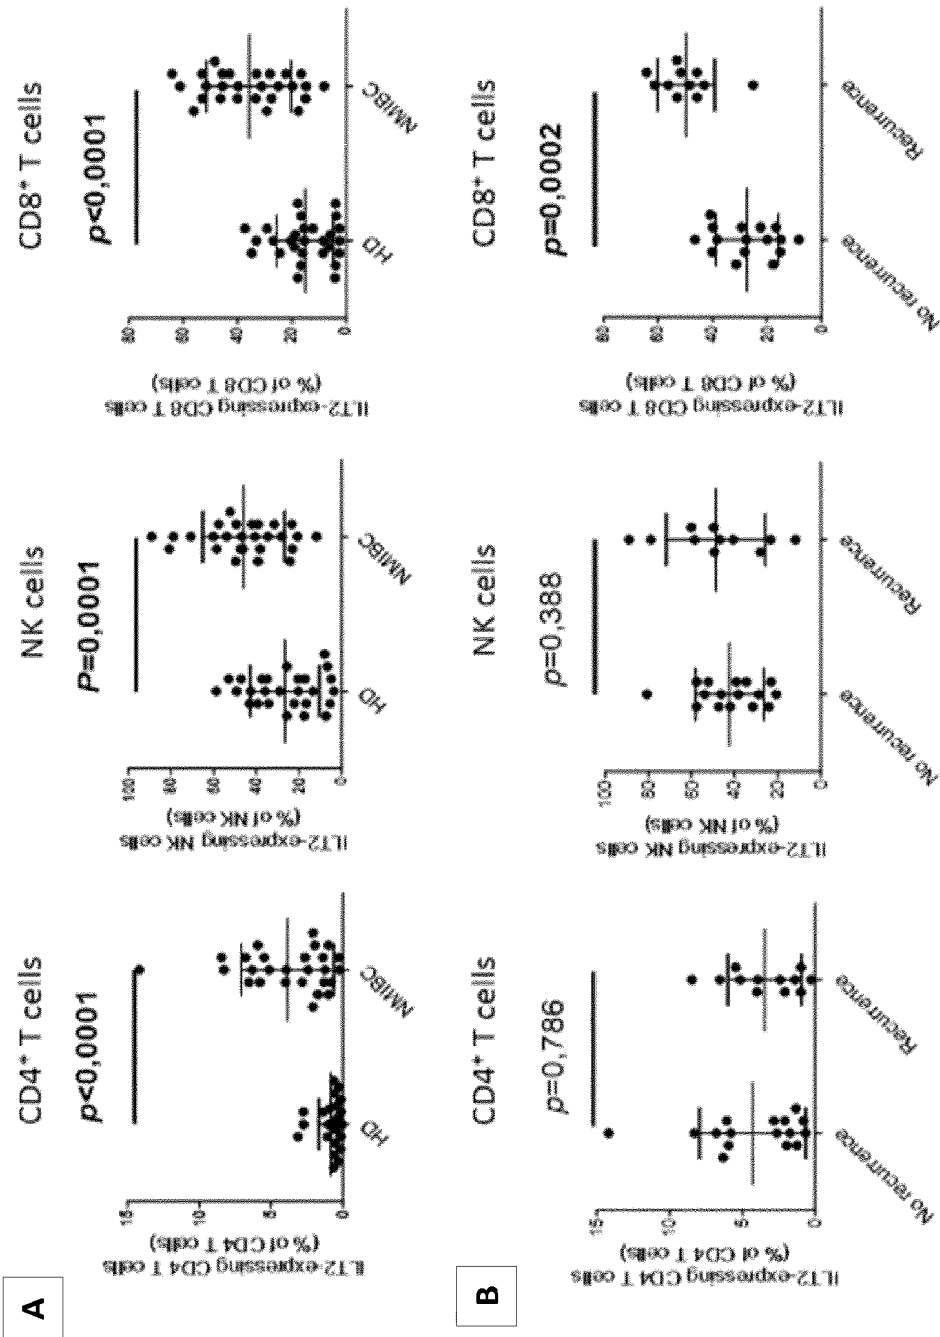 A
CD4+ T cells
p<0,0001
ILT2-expressing CD4 T cells
(% of CD4 T cells)
15
10
5
0
HD
NMIBC
NK cells
P=0,0001
ILT2-expressing NK cells
(% of NK cells)
100
80
60
40
20
0
HD
NMIBC
CD8+ T cells
p<0,0001
ILT2-expressing CD8 T cells
(% of CD8 T cells)
80
60
40
20
0
HD
NMIBC
B
CD4+ T cells
p=0,786
ILT2-expressing CD4 T cells
(% of CD4 T cells)
15
10
5
0
No recurrence
Recurrence
NK cells
p=0,388
ILT2-expressing NK cells
(% of NK cells)
100
80
60
40
20
0
No recurrence
Recurrence
CD8+ T cells
p=0,0002
ILT2-expressing CD8 T cells
(% of CD8 T cells)
80
60
40
20
0
No recurrence
Recurrence